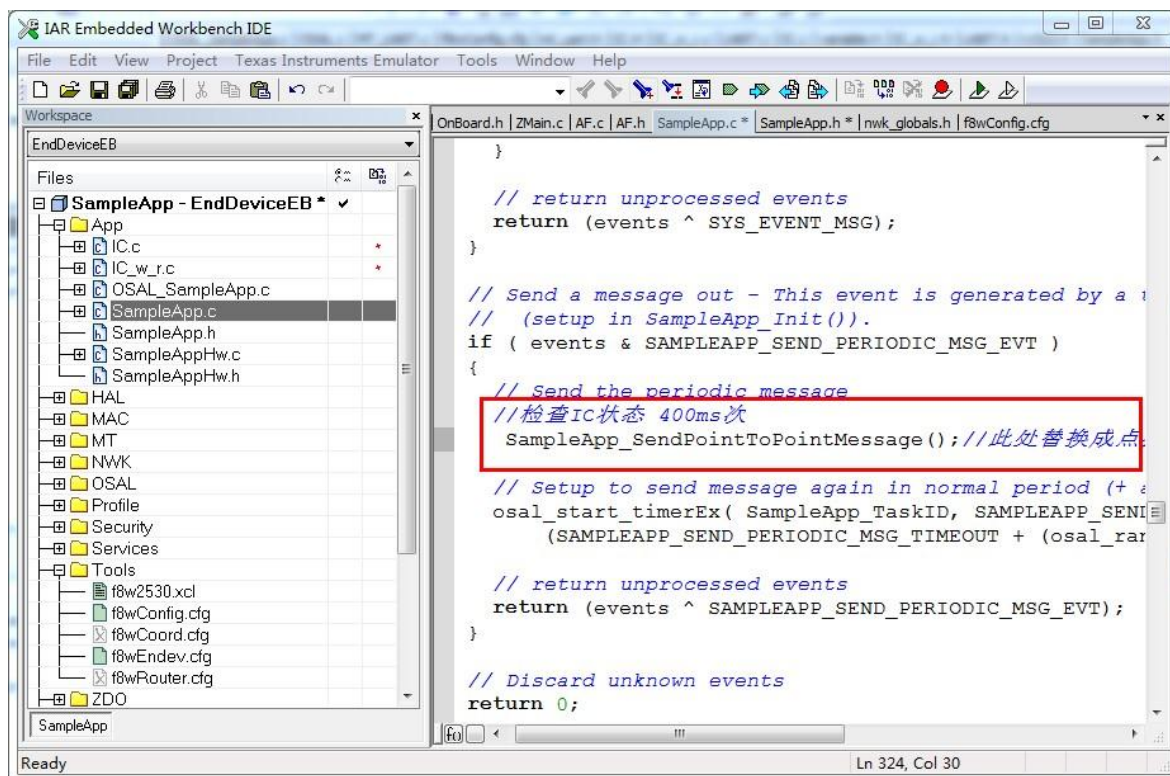 IAR Embedded Workbench IDE
File Edit View Project Texas Instruments Emulator Tools Window Help
Workspace
OnBoard.h | ZMain.c | AF.c | AF.h | SampleApp.c * | SampleApp.h * | nwk_globals.h | f8wConfig.cfg
EndDeviceEB
Files
SampleApp - EndDeviceEB *
App
IC.c *
IC_w_r.c *
OSAL_SampleApp.c
SampleApp.c
SampleApp.h
SampleAppHw.c
SampleAppHw.h
HAL
MAC
MT
NWK
OSAL
Profile
Security
Services
Tools
f8w2530.xcl
f8wConfig.cfg
f8wCoord.cfg
f8wEndev.cfg
f8wRouter.cfg
ZDO
SampleApp
}
// return unprocessed events
return (events ^ SYS_EVENT_MSG);
}
// Send a message out - This event is generated by a
// (setup in SampleApp_Init()).
if ( events & SAMPLEAPP_SEND_PERIODIC_MSG_EVT )
{
// Send the periodic message
//检查IC状态 400ms次
SampleApp_SendPointToPointMessage();//此处替换成点
// Setup to send message again in normal period (+
osal_start_timerEx( SampleApp_TaskID, SAMPLEAPP_SEND
(SAMPLEAPP_SEND_PERIODIC_MSG_TIMEOUT + (osal_ra
// return unprocessed events
return (events ^ SAMPLEAPP_SEND_PERIODIC_MSG_EVT);
}
// Discard unknown events
return 0;
Ready
Ln 324, Col 30